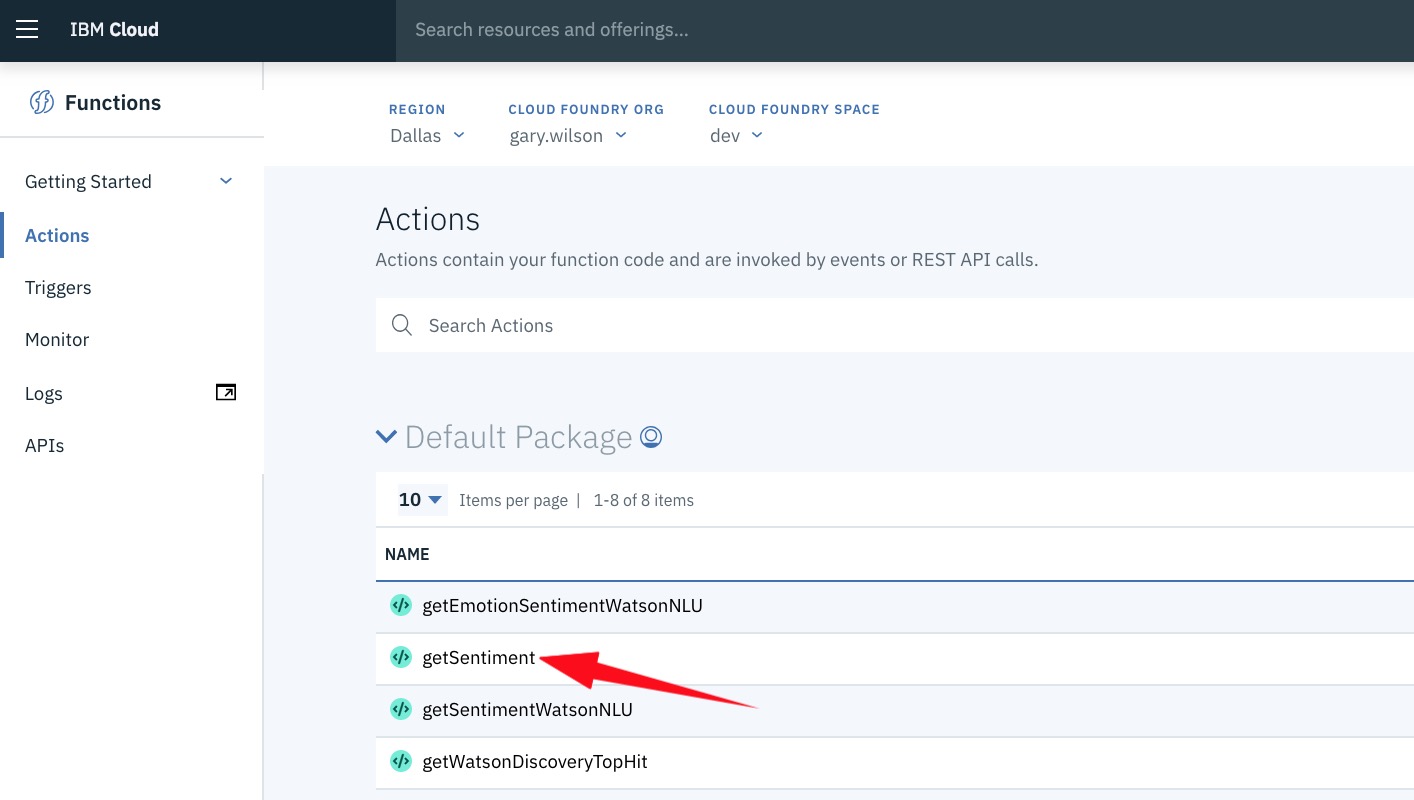 IBM Cloud
Search resources and offerings...
Functions
Getting Started
Actions
Triggers
Monitor
Logs
APIs
REGION
Dallas
CLOUD FOUNDRY ORG
gary.wilson
CLOUD FOUNDRY SPACE
dev
Actions
Actions contain your function code and are invoked by events or REST API calls.
Search Actions
Default Package
10 Items per page | 1-8 of 8 items
NAME
getEmotionSentimentWatsonNLU
getSentiment
getSentimentWatsonNLU
getWatsonDiscoveryTopHit